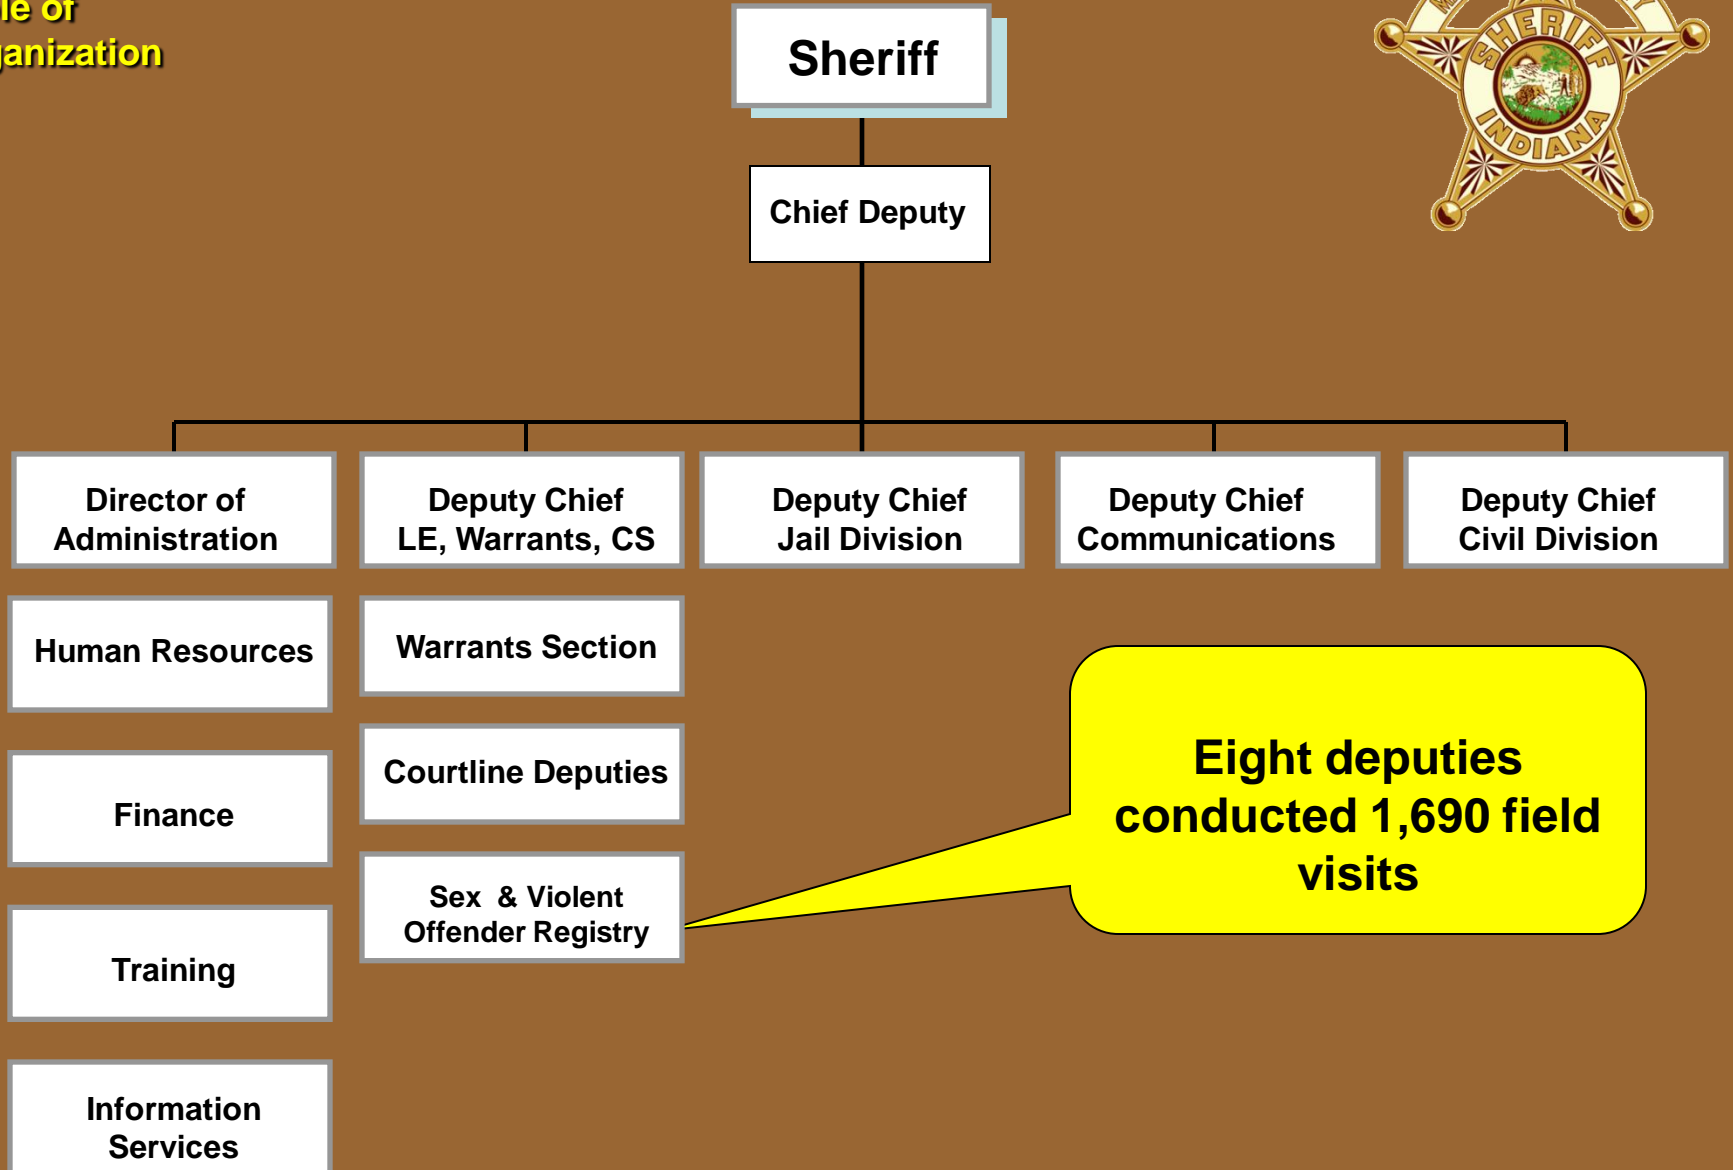 ganization
Sheriff
SHERIFF
INDIANA
Chief Deputy
Director of
Administration
Deputy Chief
LE, Warrants, CS
Deputy Chief
Jail Division
Deputy Chief
Communications
Deputy Chief
Civil Division
Human Resources
Warrants Section
Courtline Deputies
Finance
Sex & Violent
Offender Registry
Eight deputies
conducted 1,690 field
visits
Training
Information
Services